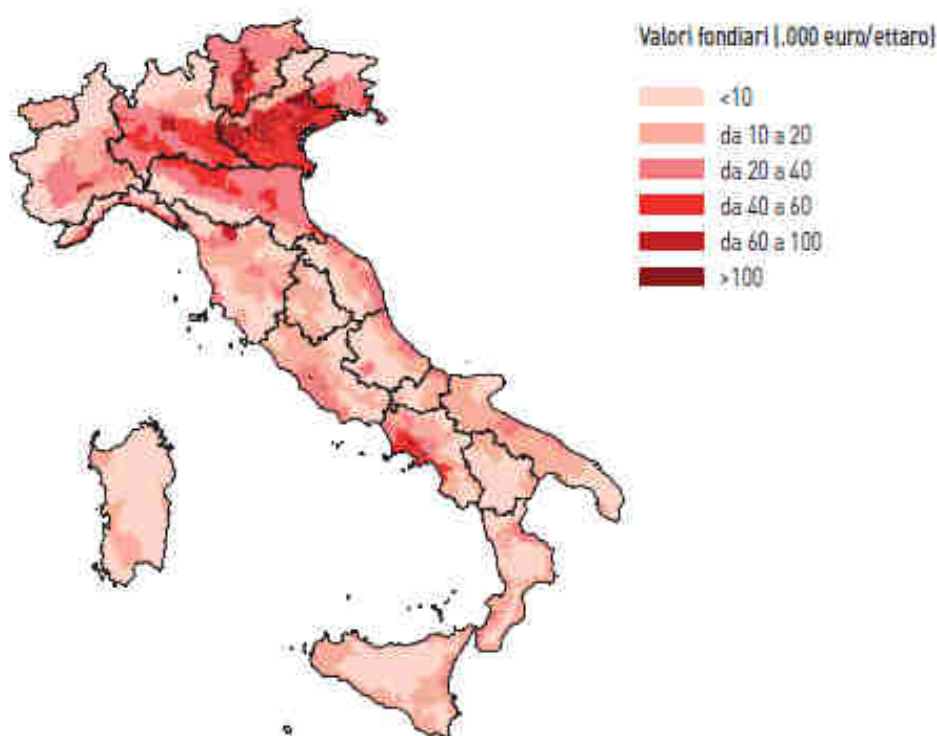 Valori fondiari (.000 euro/ettaro)
<10
da 10 a 20
da 20 a 40
da 40 a 60
da 60 a 100
>100